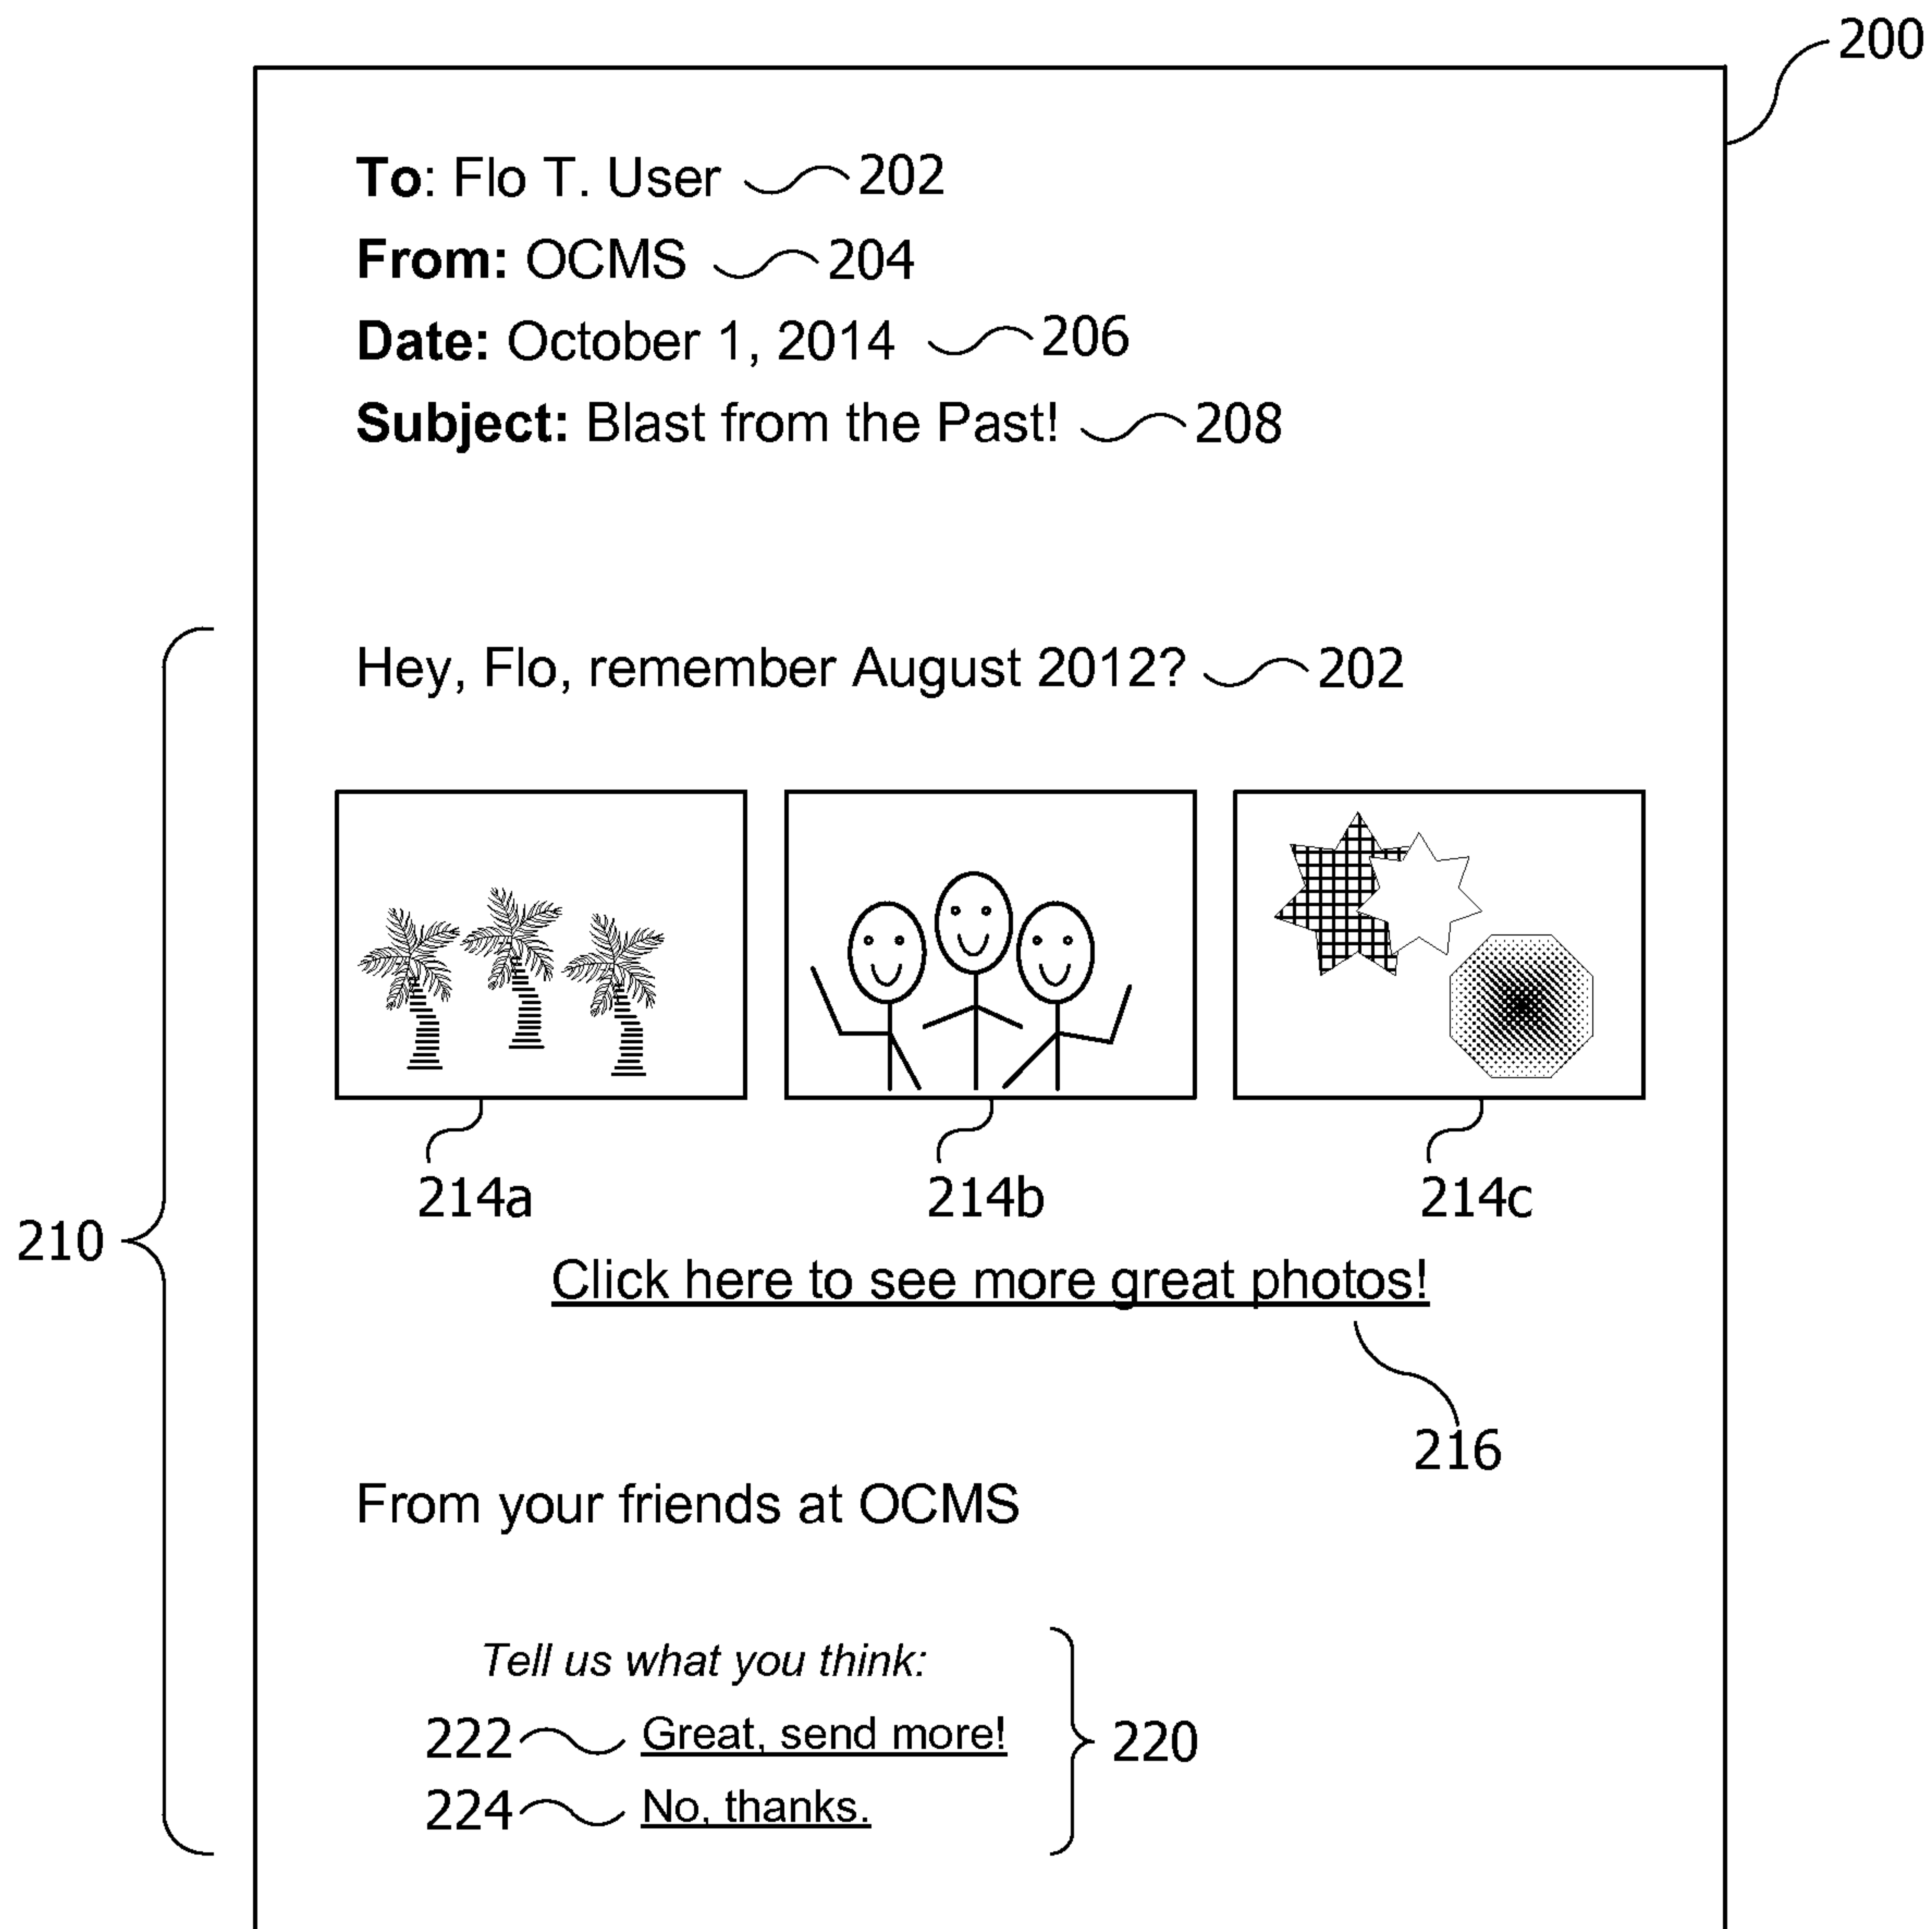 200
To: Flo T. User 202
From: OCMS 204
Date: October 1, 2014 206
Subject: Blast from the Past! 208
Hey, Flo, remember August 2012? 202
214a 214b 214c
210
Click here to see more great photos!
216
From your friends at OCMS
Tell us what you think:
222 Great, send more! 220
224 No, thanks.